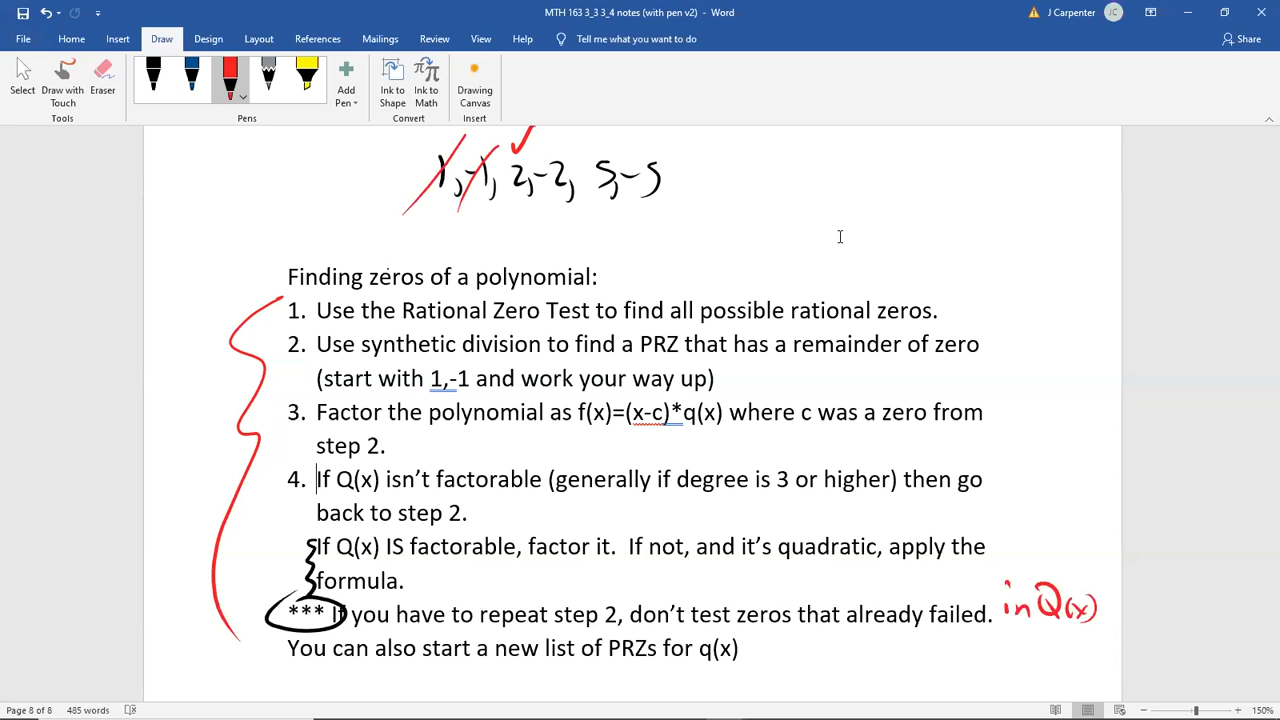 MTH 163 3_3 3_4 notes (with pen v2) - Word
J Carpenter JC
File Home Insert Draw Design Layout References Mailings Review View Help Tell me what you want to do Share
Select Draw with Touch Eraser Add Pen Ink to Shape Ink to Math Drawing Canvas
Tools Pens Convert Insert
1, -1, 2, -2, 5, -5
Finding zeros of a polynomial:
1. Use the Rational Zero Test to find all possible rational zeros.
2. Use synthetic division to find a PRZ that has a remainder of zero
(start with 1,-1 and work your way up)
3. Factor the polynomial as f(x)=(x-c)*q(x) where c was a zero from
step 2.
4. If Q(x) isn't factorable (generally if degree is 3 or higher) then go
back to step 2.
If Q(x) IS factorable, factor it.  If not, and it's quadratic, apply the
formula.
*** If you have to repeat step 2, don't test zeros that already failed. in Q(x)
You can also start a new list of PRZs for q(x)
Page 8 of 8 485 words 150%